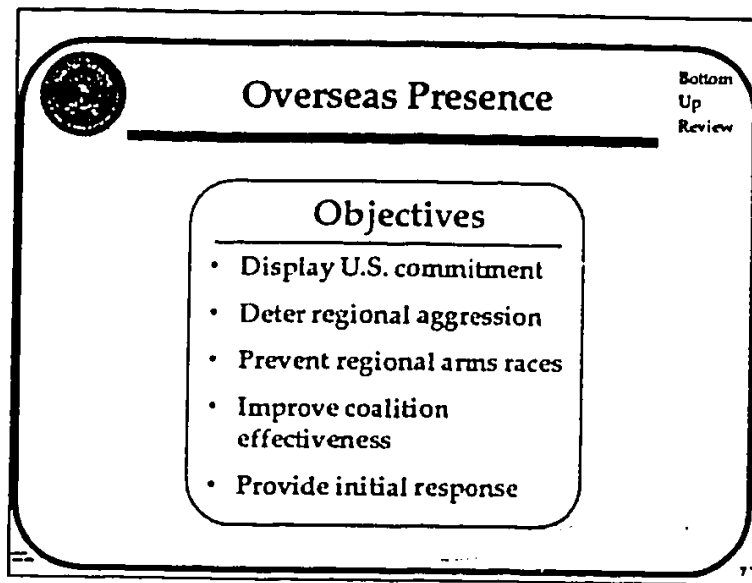 Overseas Presence
Bottom
Up
Review
Objectives
• Display U.S. commitment
• Deter regional aggression
• Prevent regional arms races
• Improve coalition
effectiveness
• Provide initial response